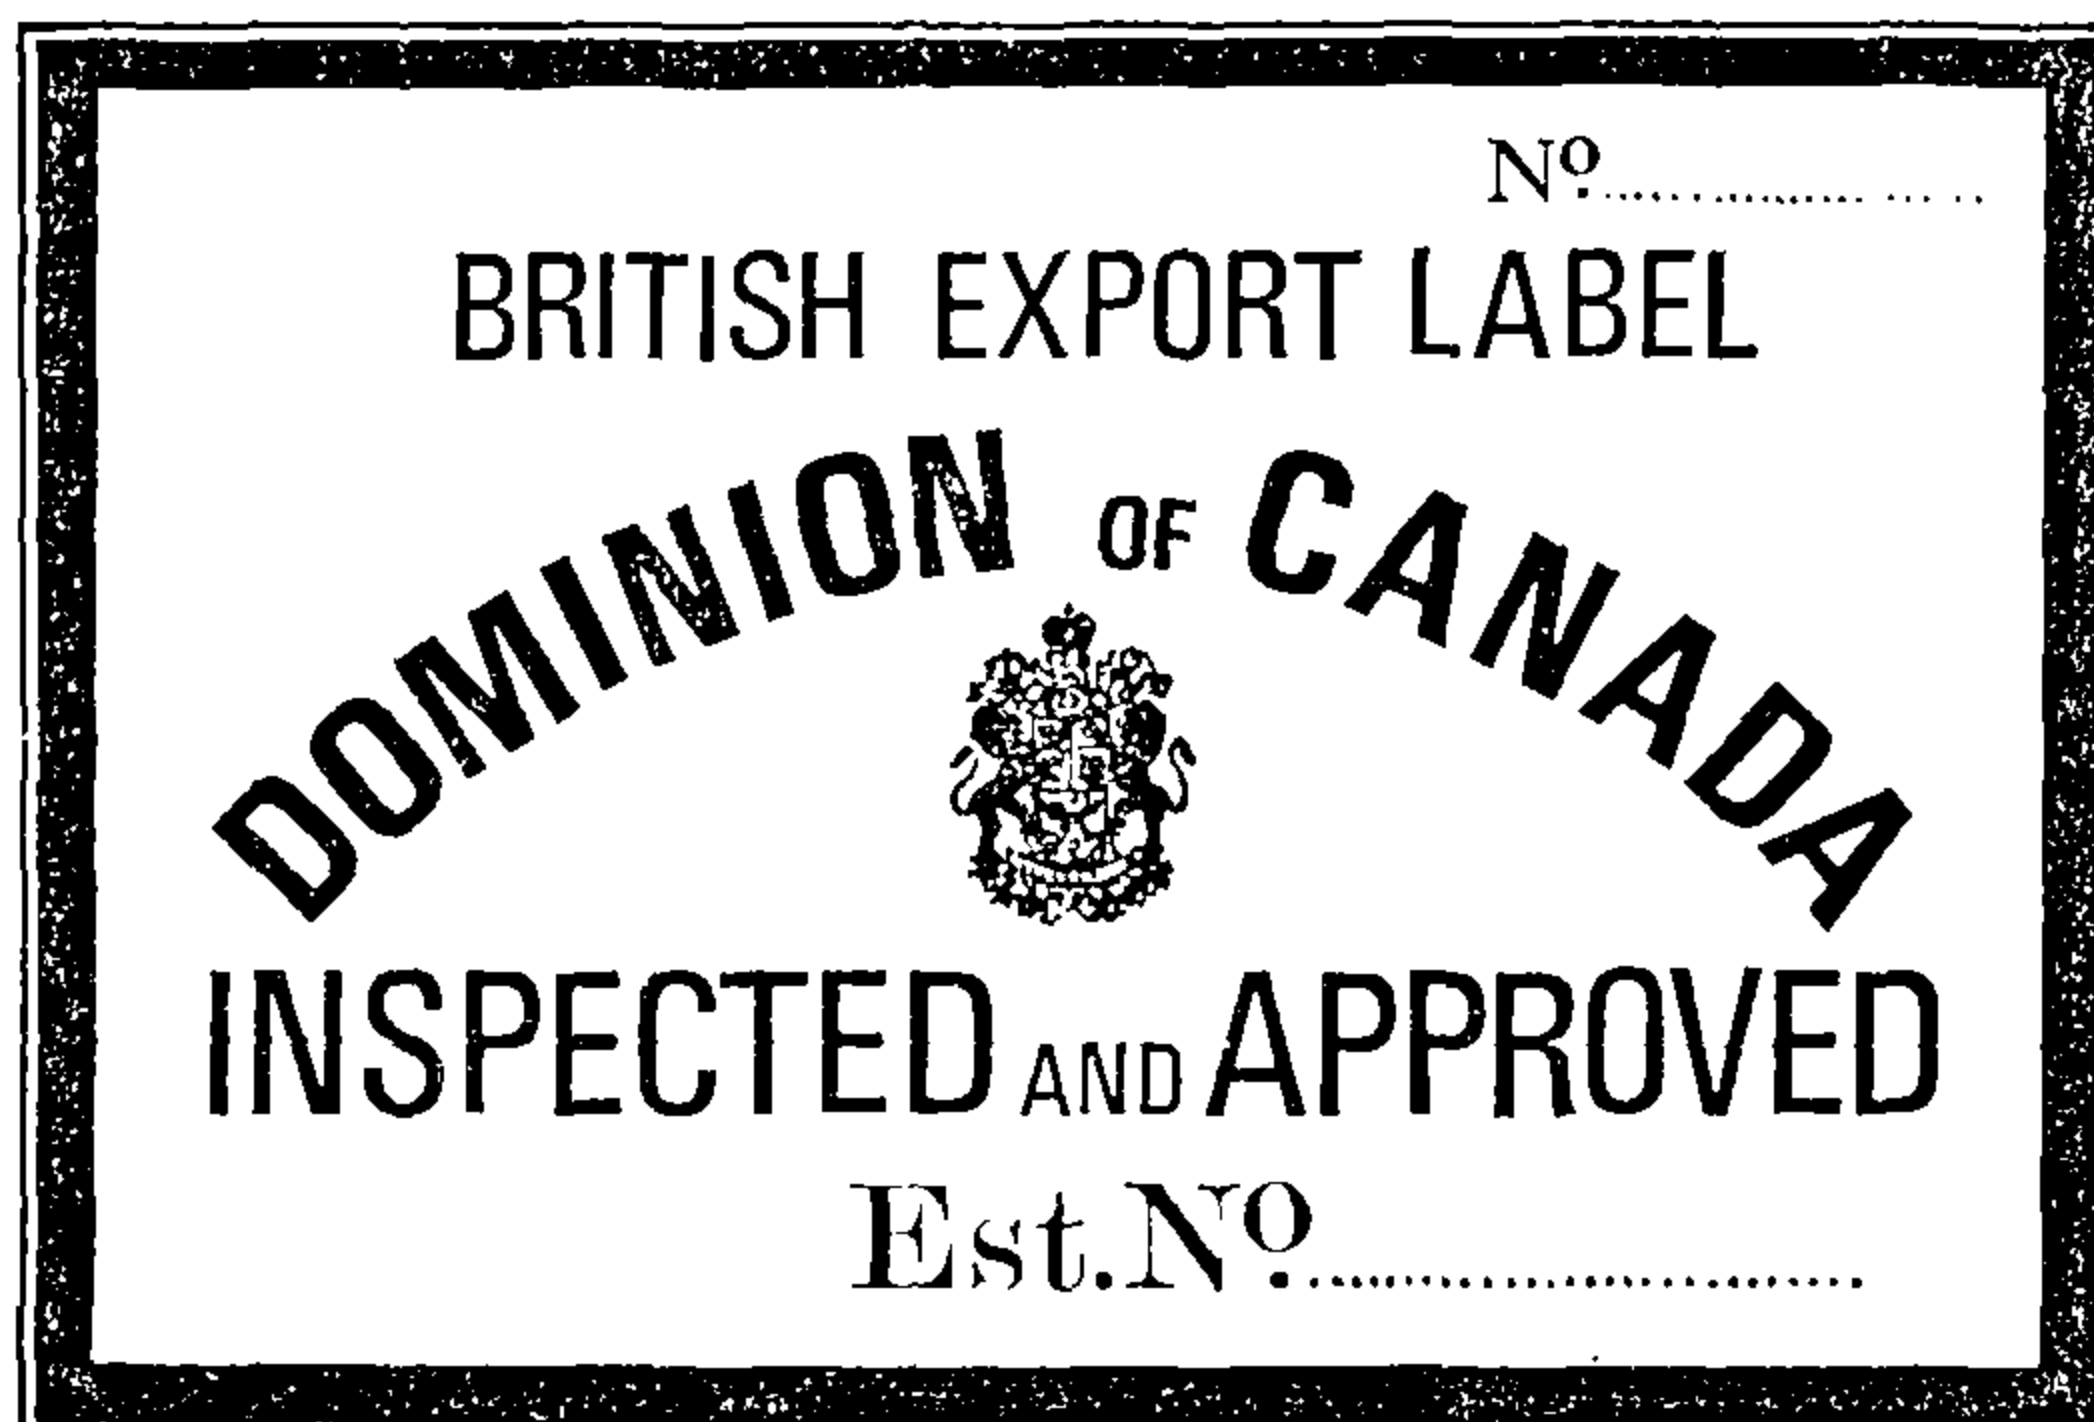 Nº
BRITISH EXPORT LABEL
DOMINION OF CANADA
INSPECTED AND APPROVED
Est. Nº